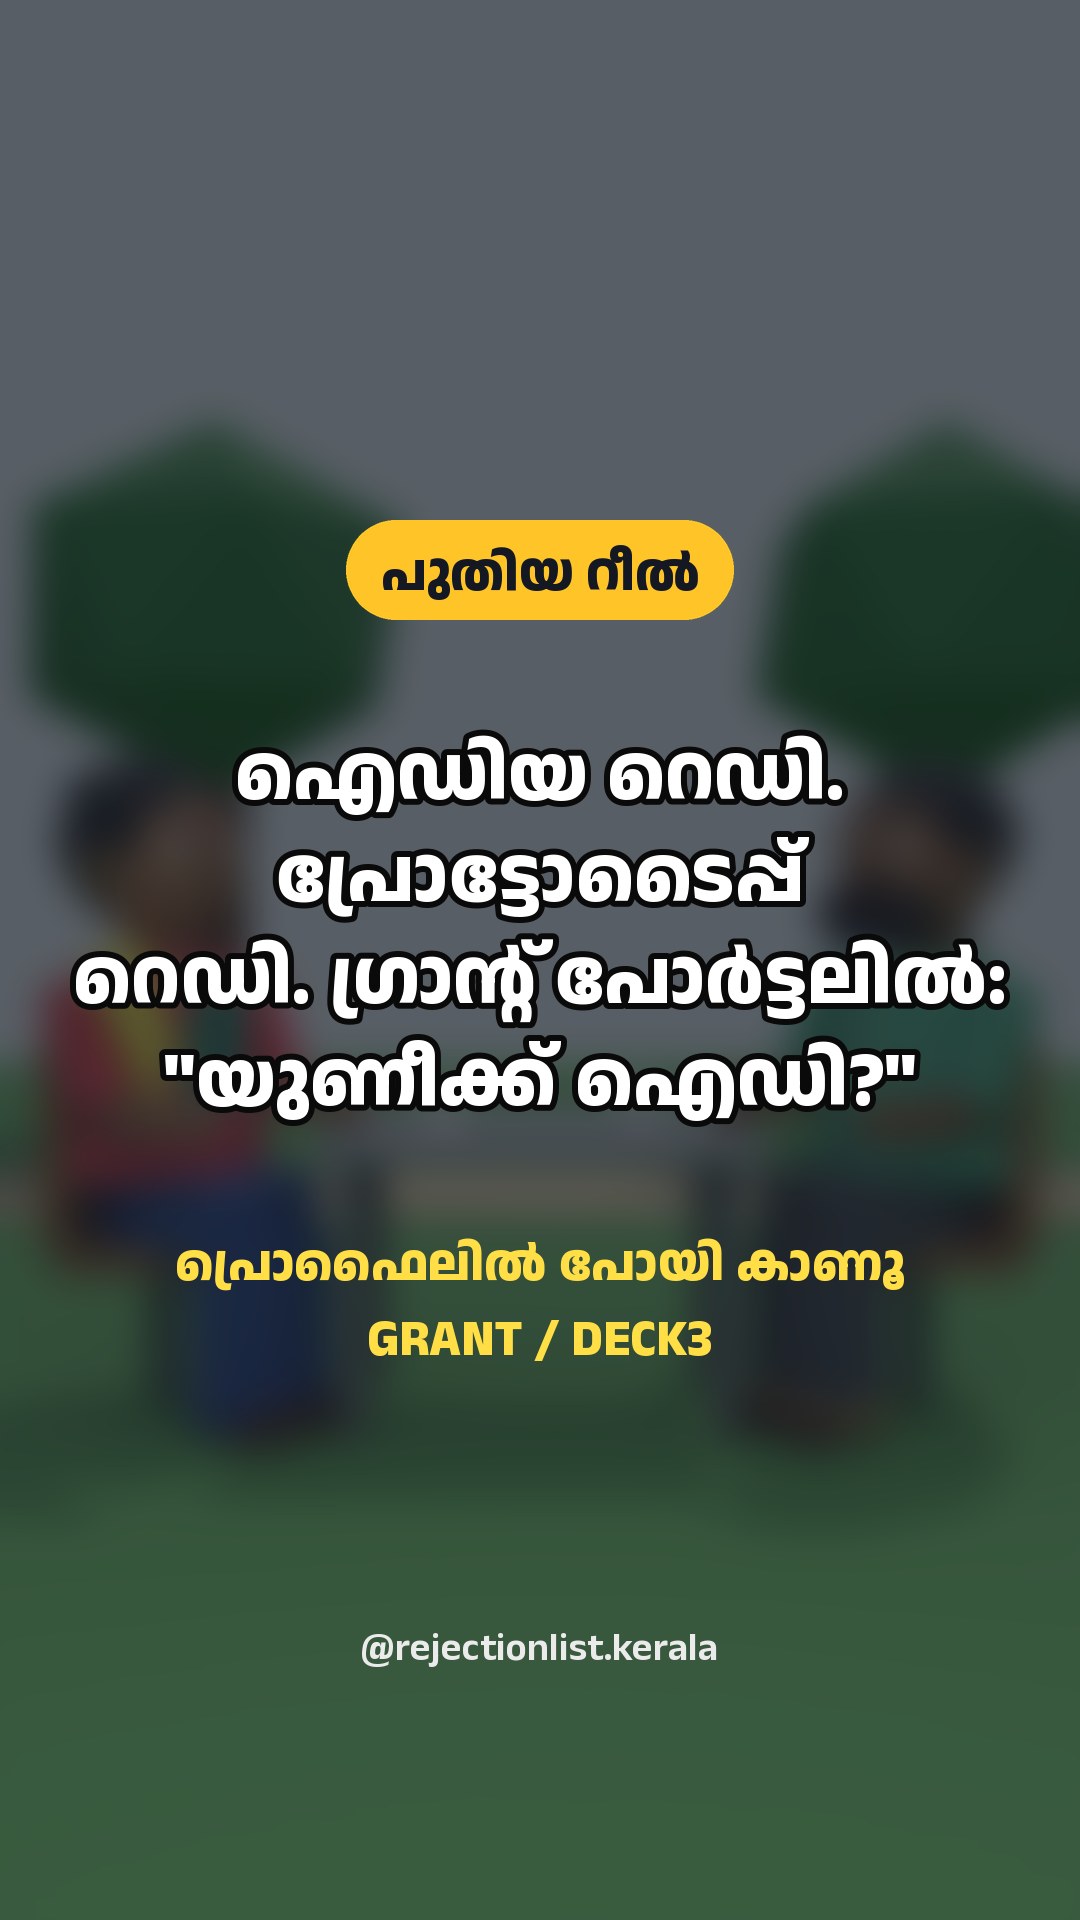 പുതിയ റീൽ
ഐഡിയ റെഡി.
പ്രോട്ടോടൈപ്പ്
റെഡി. ഗ്രാന്റ് പോർട്ടലിൽ:
"യുണീക്ക് ഐഡി?"
പ്രൊഫൈലിൽ പോയി കാണൂ
GRANT / DECK3
@rejectionlist.kerala